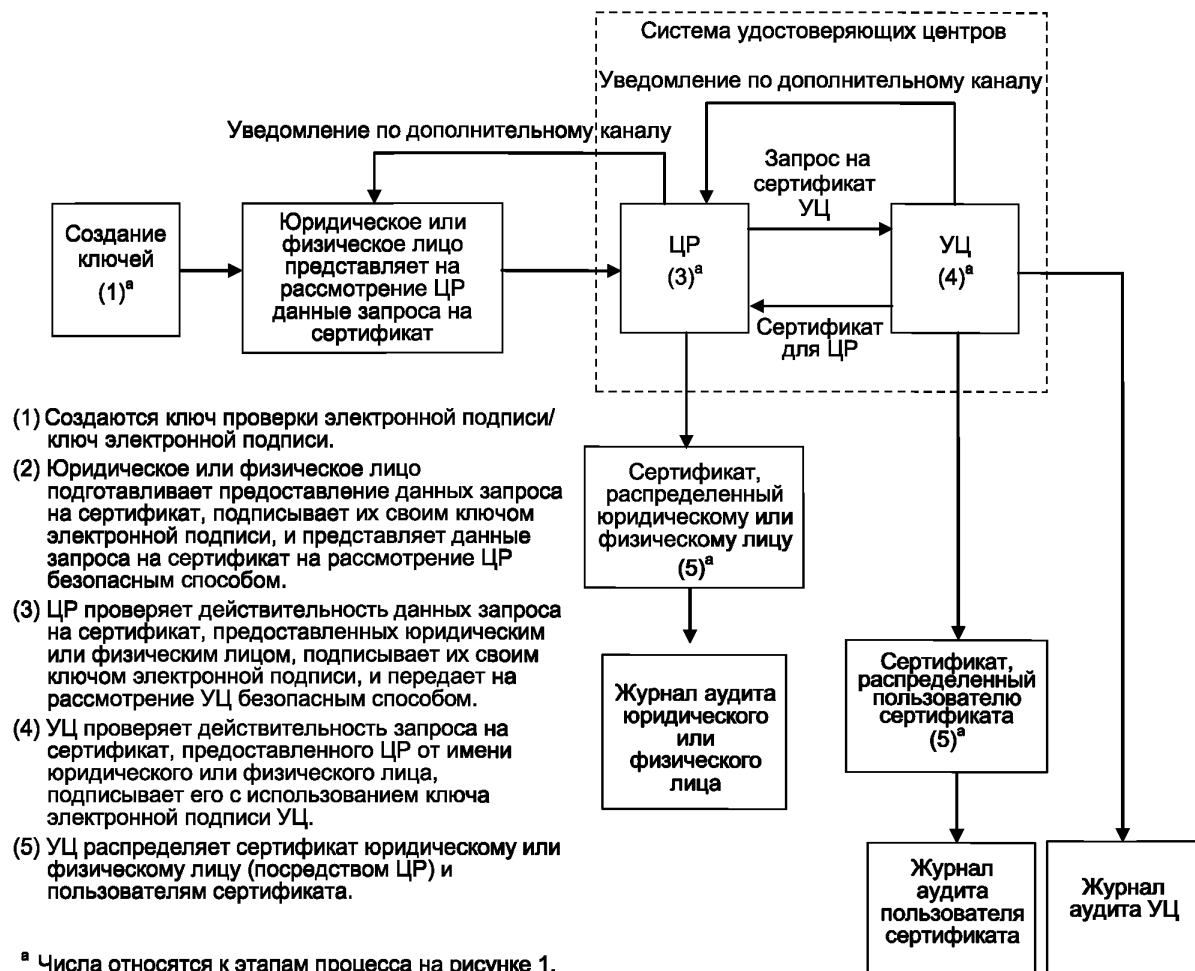 Система удостоверяющих центров
Уведомление по дополнительному каналу
Уведомление по дополнительному каналу
Запрос на
сертификат
УЦ
Создание
ключей
(1)ª
Юридическое или
физическое лицо
представляет на
рассмотрение ЦР
данные запроса на
сертификат
ЦР
(3)ª
УЦ
(4)ª
Сертификат
для ЦР
(1) Создаются ключ проверки электронной подписи/
ключ электронной подписи.
(2) Юридическое или физическое лицо
подготавливает предоставление данных запроса
на сертификат, подписывает их своим ключом
электронной подписи, и представляет данные
запроса на сертификат на рассмотрение ЦР
безопасным способом.
(3) ЦР проверяет действительность данных запроса
на сертификат, предоставленных юридическим
или физическим лицом, подписывает их своим
ключом электронной подписи, и передает на
рассмотрение УЦ безопасным способом.
(4) УЦ проверяет действительность запроса на
сертификат, предоставленного ЦР от имени
юридического или физического лица,
подписывает его с использованием ключа
электронной подписи УЦ.
(5) УЦ распределяет сертификат юридическому или
физическому лицу (посредством ЦР) и
пользователям сертификата.
ª Числа относятся к этапам процесса на рисунке 1.
Сертификат,
распределенный
юридическому или
физическому лицу
(5)ª
Журнал аудита
юридического
или
физического
лица
Сертификат,
распределенный
пользователю
сертификата
(5)ª
Журнал
аудита
пользователя
сертификата
Журнал
аудита УЦ